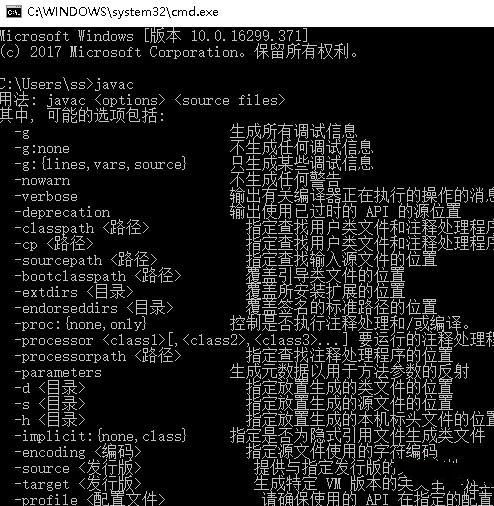 C:\WINDOWS\system32\cmd.exe
Microsoft Windows [版本 10.0.16299.371]
(c) 2017 Microsoft Corporation。保留所有权利。
C:\Users\ss>javac
用法: javac <options> <source files>
其中, 可能的选项包括:
-g 生成所有调试信息
-g:none 不生成任何调试信息
-g:{lines,vars,source} 只生成某些调试信息
-nowarn 不生成任何警告
-verbose 输出有关编译器正在执行的操作的消息
-deprecation 输出使用已过时的 API 的源位置
-classpath <路径> 指定查找用户类文件和注释处理程序
-cp <路径> 指定查找用户类文件和注释处理程序
-sourcepath <路径> 指定查找输入源文件的位置
-bootclasspath <路径> 覆盖引导类文件的位置
-extdirs <目录> 覆盖所安装扩展的位置
-endorseddirs <目录> 覆盖签名的标准路径的位置
-proc:{none,only} 控制是否执行注释处理和/或编译。
-processor <class1>[,<class2>,<class3>...] 要运行的注释处理程
-processorpath <路径> 指定查找注释处理程序的位置
-parameters 生成元数据以用于方法参数的反射
-d <目录> 指定放置生成的类文件的位置
-s <目录> 指定放置生成的源文件的位置
-h <目录> 指定放置生成的本机标头文件的位置
-implicit:{none,class} 指定是否为隐式引用文件生成类文件
-encoding <编码> 指定源文件使用的字符编码
-source <发行版> 提供与指定发行版的
-target <发行版> 生成特定 VM 版本的
-profile <配置文件> 请确保使用的 API 在指定的配置